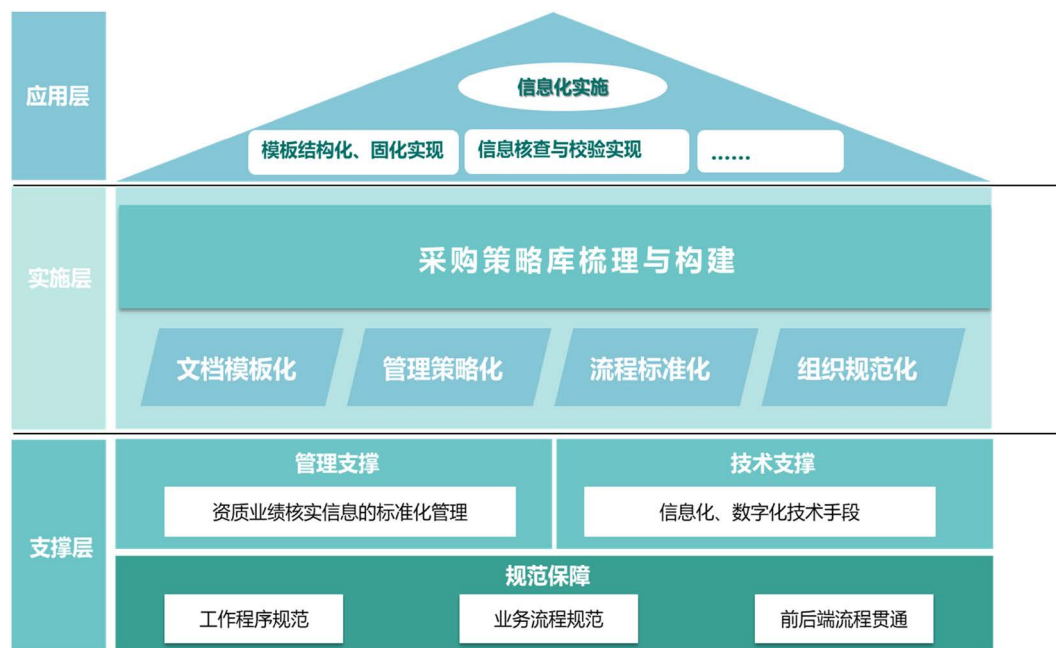 应用层
信息化实施
模板结构化、固化实现
信息核查与校验实现
......
实施层
采购策略库梳理与构建
文档模板化
管理策略化
流程标准化
组织规范化
支撑层
管理支撑
资质业绩核实信息的标准化管理
技术支撑
信息化、数字化技术手段
规范保障
工作程序规范
业务流程规范
前后端流程贯通